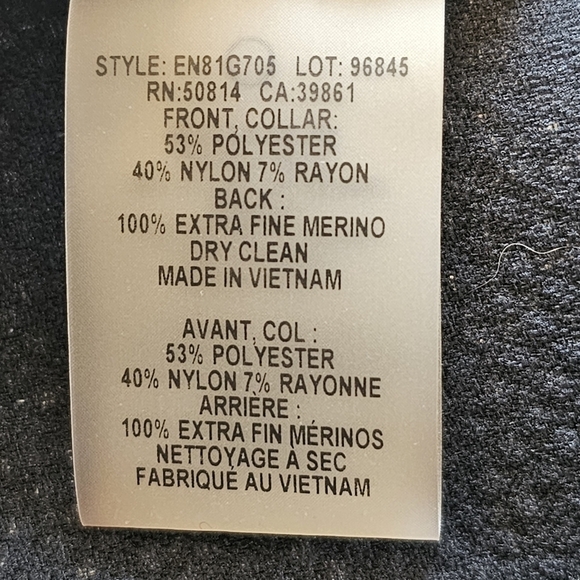 STYLE: EN81G705 LOT: 96845
RN:50814 CA:39861
FRONT, COLLAR:
53% POLYESTER
40% NYLON 7% RAYON
BACK :
100% EXTRA FINE MERINO
DRY CLEAN
MADE IN VIETNAM
AVANT, COL :
53% POLYESTER
40% NYLON 7% RAYONNE
ARRIÈRE :
100% EXTRA FIN MÉRINOS
NETTOYAGE À SEC
FABRIQUÉ AU VIETNAM